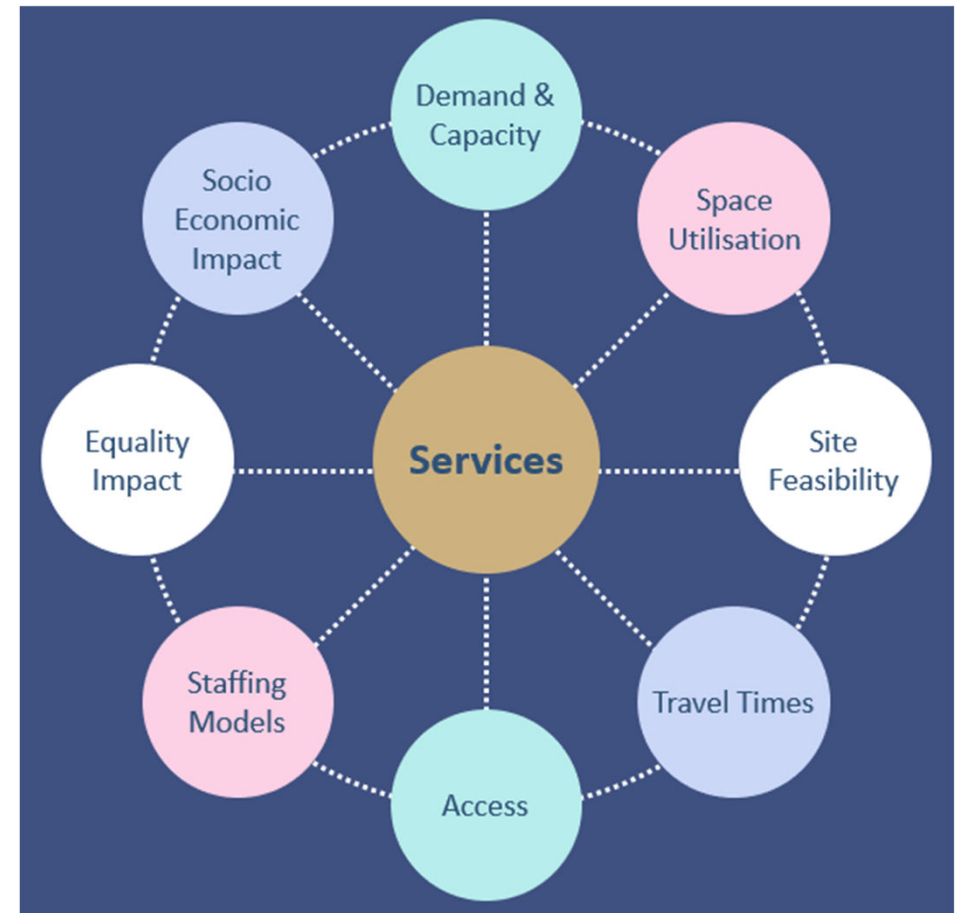 Demand &
Capacity
Socio
Economic
Impact
Space
Utilisation
Equality
Impact
Services
Site
Feasibility
Staffing
Models
Travel Times
Access